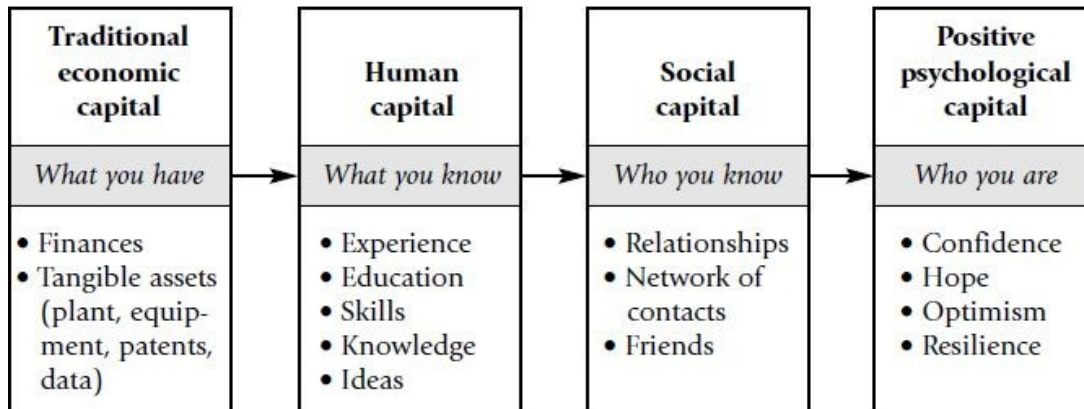 Traditional
economic
capital
What you have
• Finances
• Tangible assets
(plant, equip-
ment, patents,
data)
Human
capital
What you know
• Experience
• Education
• Skills
• Knowledge
• Ideas
Social
capital
Who you know
• Relationships
• Network of
contacts
• Friends
Positive
psychological
capital
Who you are
• Confidence
• Hope
• Optimism
• Resilience